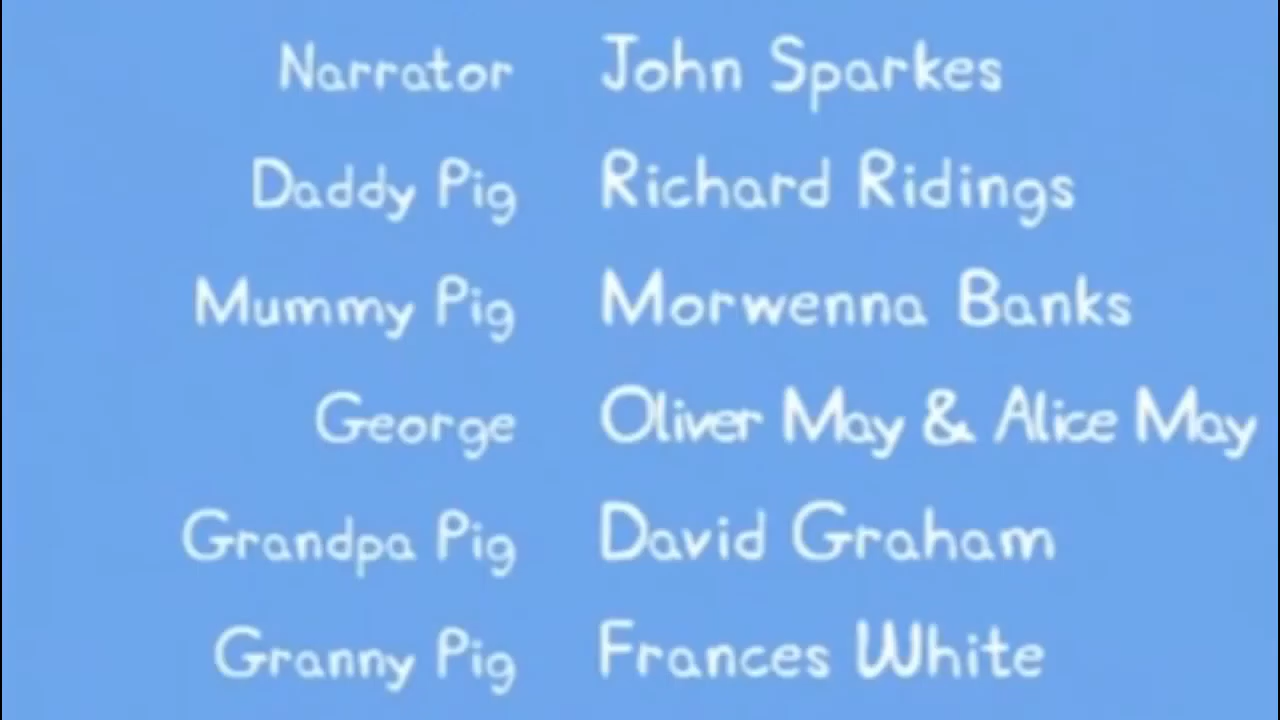 Narrator John Sparkes
Daddy Pig Richard Ridings
Mummy Pig Morwenna Banks
George Oliver May & Alice May
Grandpa Pig David Graham
Granny Pig Frances White